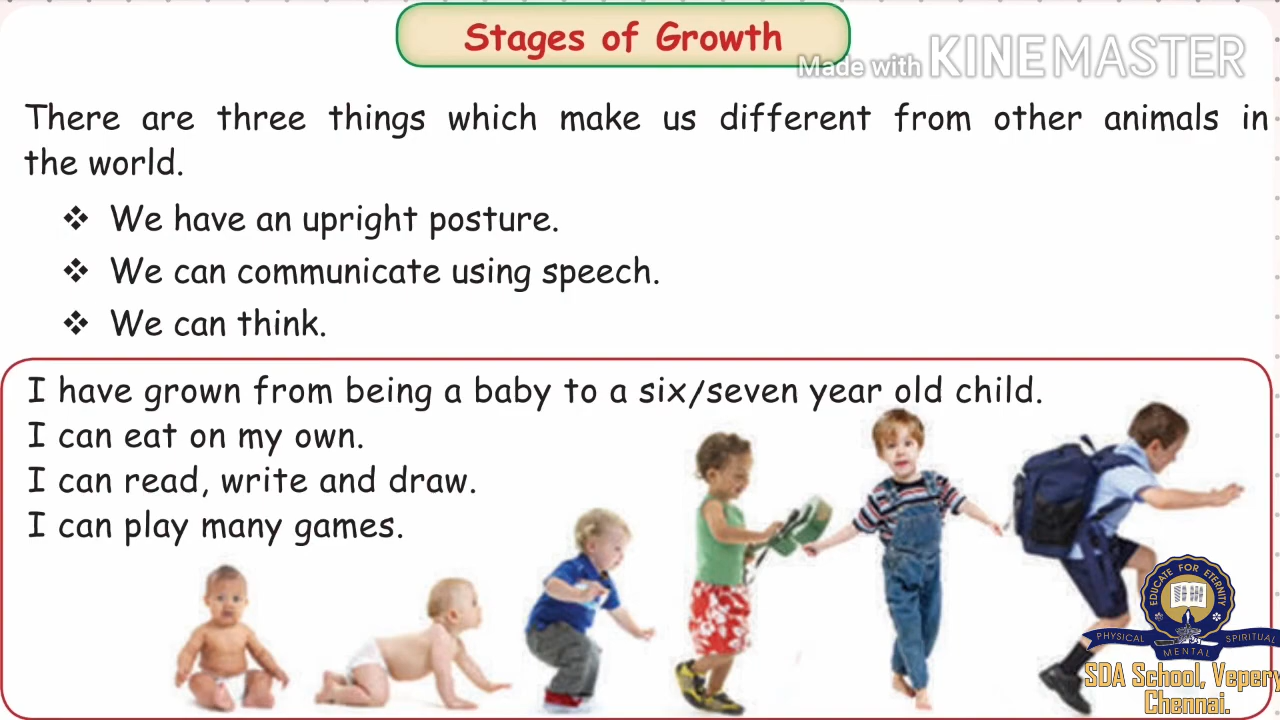 Stages of Growth
Made with KINEMASTER
There are three things which make us different from other animals in
the world.
❖ We have an upright posture.
❖ We can communicate using speech.
❖ We can think.
I have grown from being a baby to a six/seven year old child.
I can eat on my own.
I can read, write and draw.
I can play many games.
EDUCATE FOR ETERNITY
PHYSICAL MENTAL SPIRITUAL
SDA School, Vepery
Chennai.